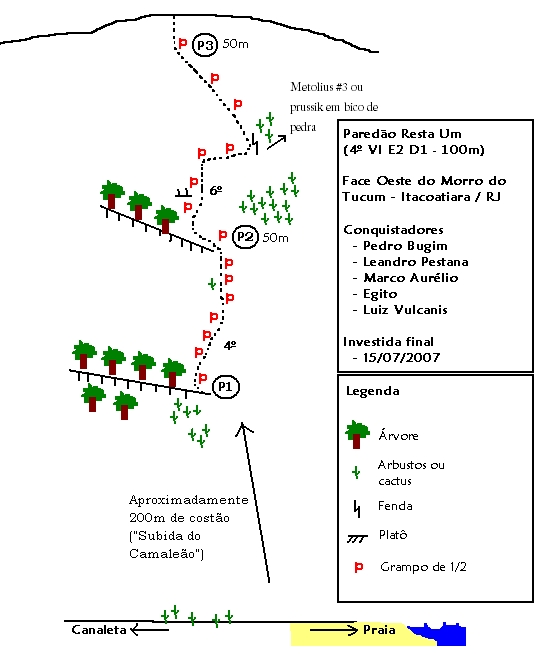 P3 50m
Metolius #3 ou
prussik em bico de
pedra
6º
P2 50m
4º
P1
Aproximadamente
200m de costão
("Subida do
Camaleão")
Canaleta
Praia
Paredão Resta Um
(4º VI E2 D1 - 100m)
Face Oeste do Morro do
Tucum - Itacoatiara / RJ
Conquistadores
- Pedro Bugim
- Leandro Pestana
- Marco Aurélio
- Egito
- Luiz Vulcanis
Investida final
- 15/07/2007
Legenda
Árvore
Arbustos ou
cactus
Fenda
Platô
Grampo de 1/2